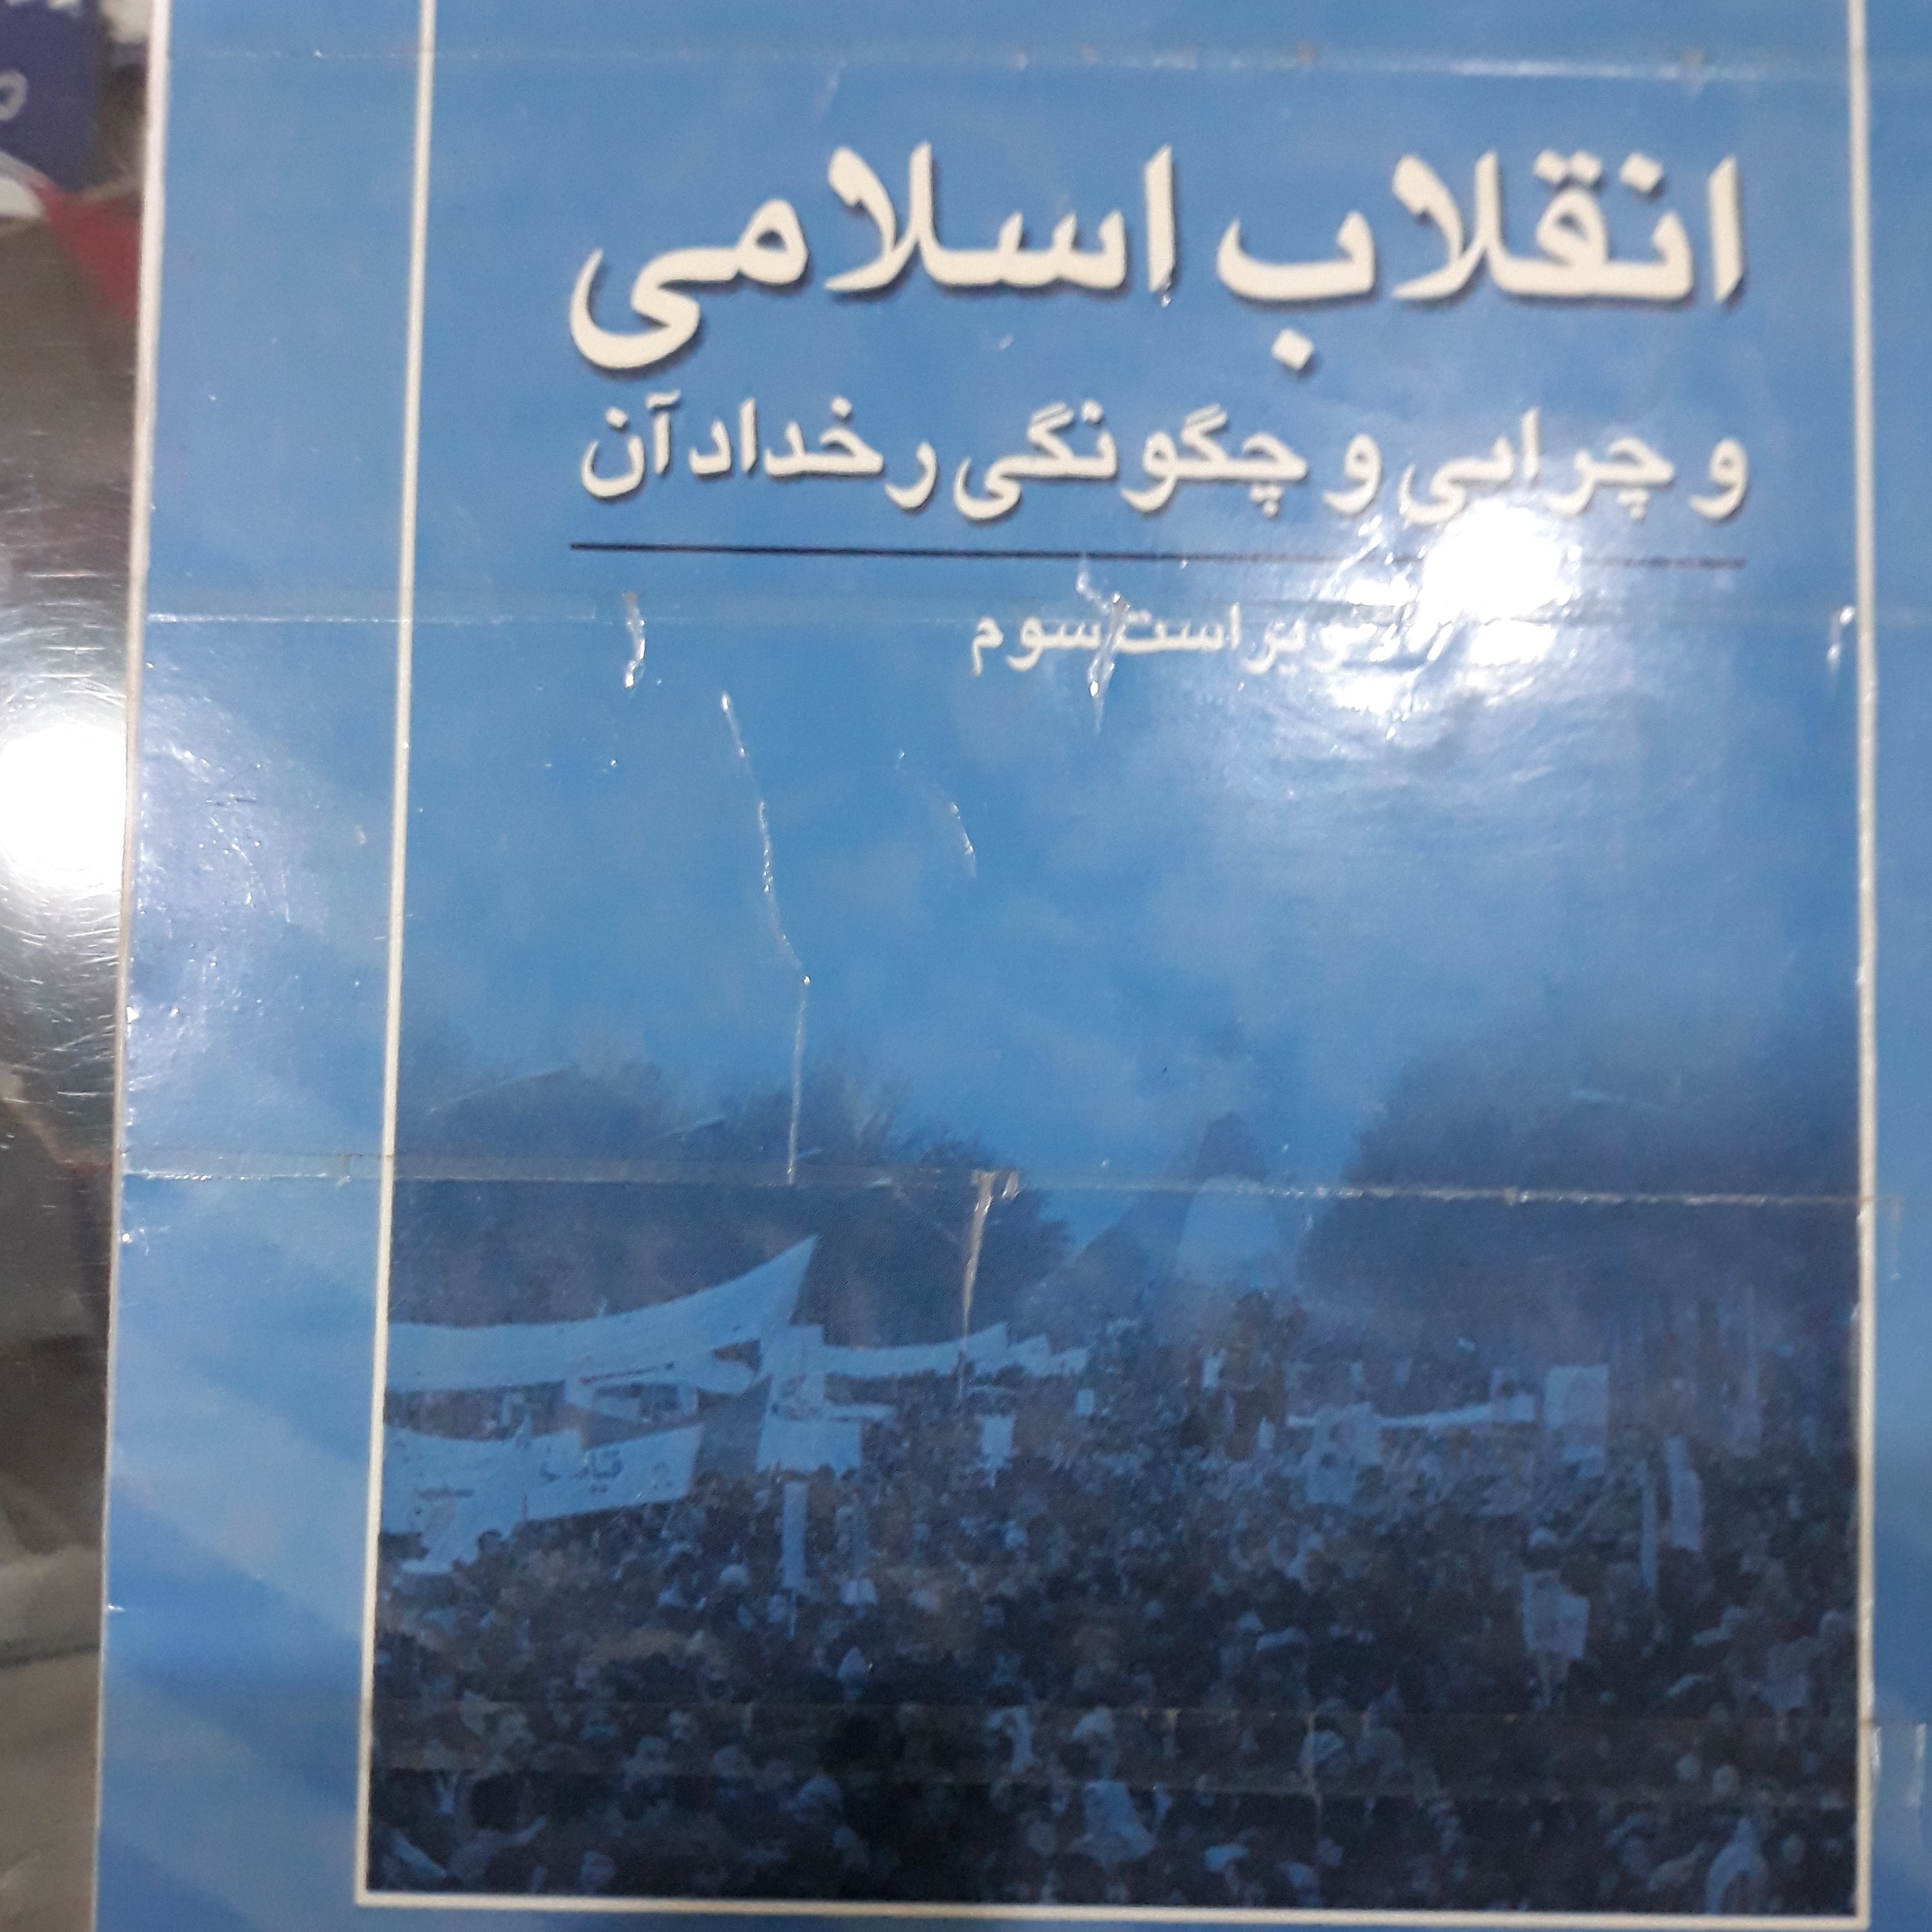 انقلاب اسلامی
و چرایی و چگونگی رخداد آن
ویراست سوم